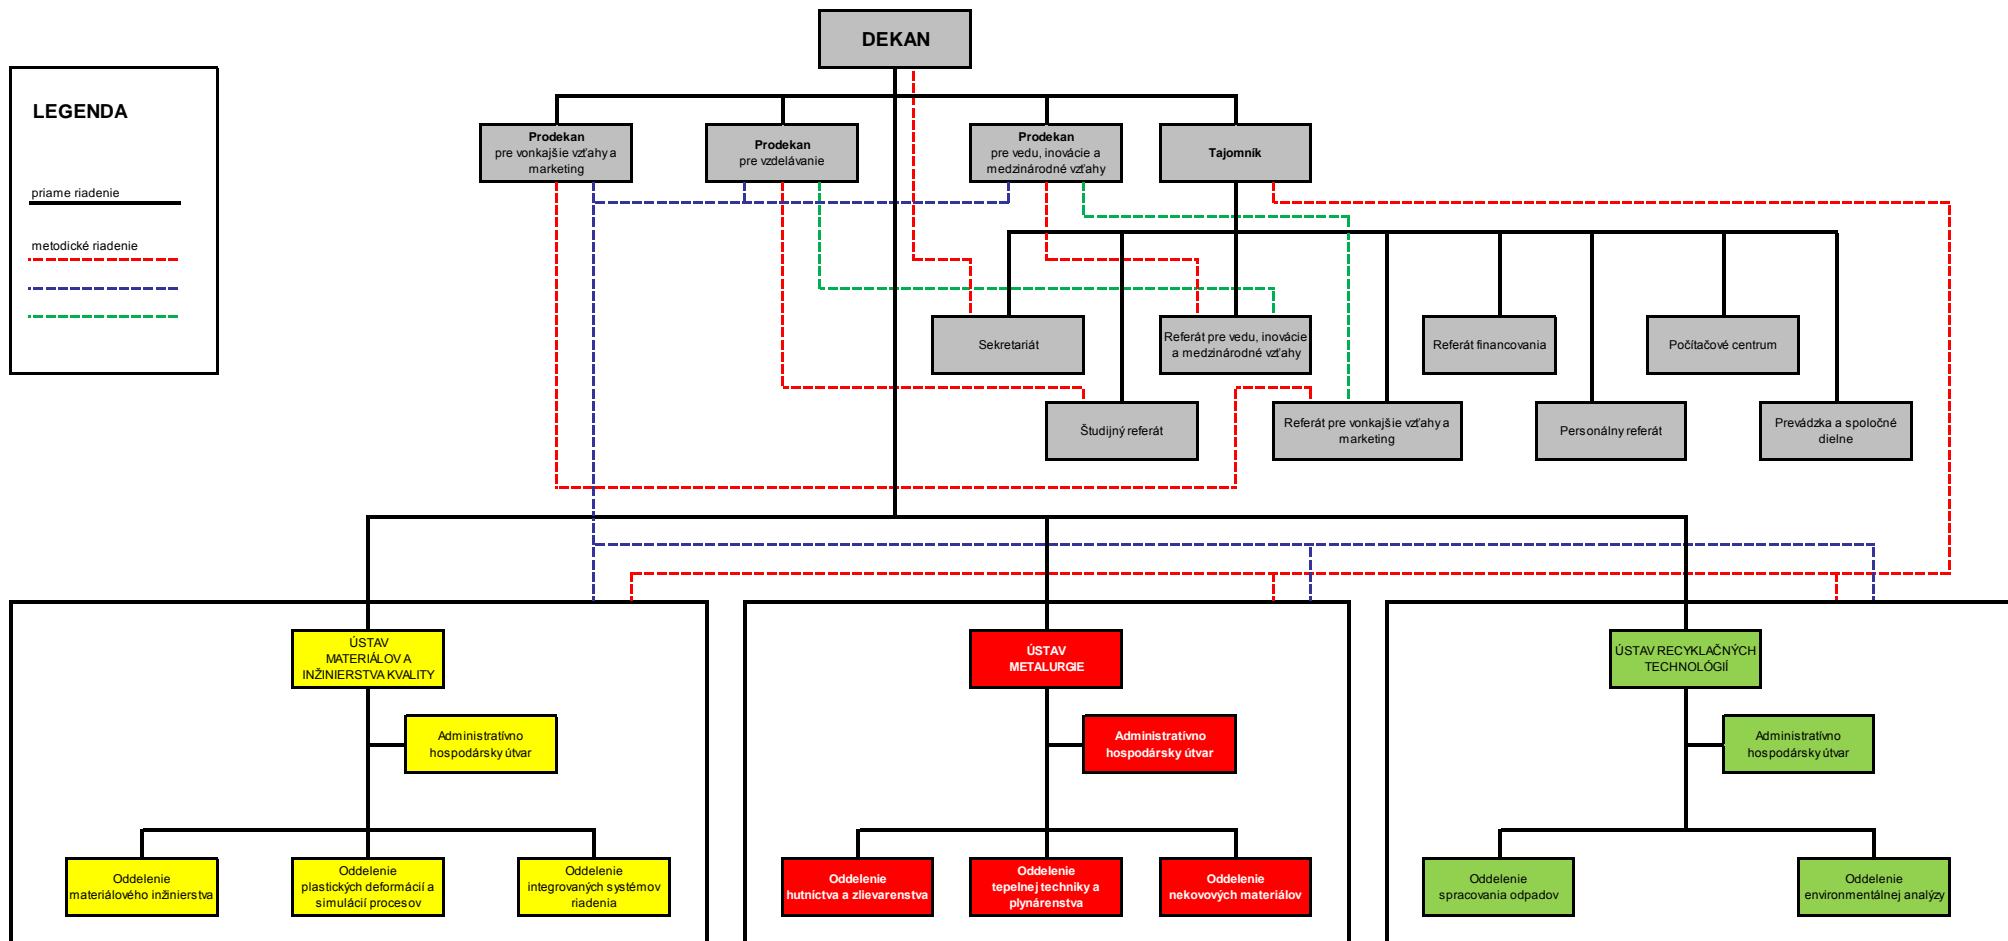 DEKAN
LEGENDA
priame riadenie
metodické riadenie
Prodekan
pre vonkajšie vzťahy a
marketing
Prodekan
pre vzdelávanie
Prodekan
pre vedu, inovácie a
medzinárodné vzťahy
Tajomník
Sekretariát
Referát pre vedu, inovácie
a medzinárodné vzťahy
Referát financovania
Počítačové centrum
Študijný referát
Referát pre vonkajšie vzťahy a
marketing
Personálny referát
Prevádzka a spoločné
dielne
ÚSTAV
MATERIÁLOV A
INŽINIERSTVA KVALITY
Administratívno
hospodársky útvar
Oddelenie
materiálového inžinierstva
Oddelenie
plastických deformácií a
simulácií procesov
Oddelenie
integrovaných systémov
riadenia
ÚSTAV
METALURGIE
Administratívno
hospodársky útvar
Oddelenie
hutníctva a zlievarenstva
Oddelenie
tepelnej techniky a
plynárenstva
Oddelenie
nekovových materiálov
ÚSTAV RECYKLAČNÝCH
TECHNOLÓGIÍ
Administratívno
hospodársky útvar
Oddelenie
spracovania odpadov
Oddelenie
environmentálnej analýzy